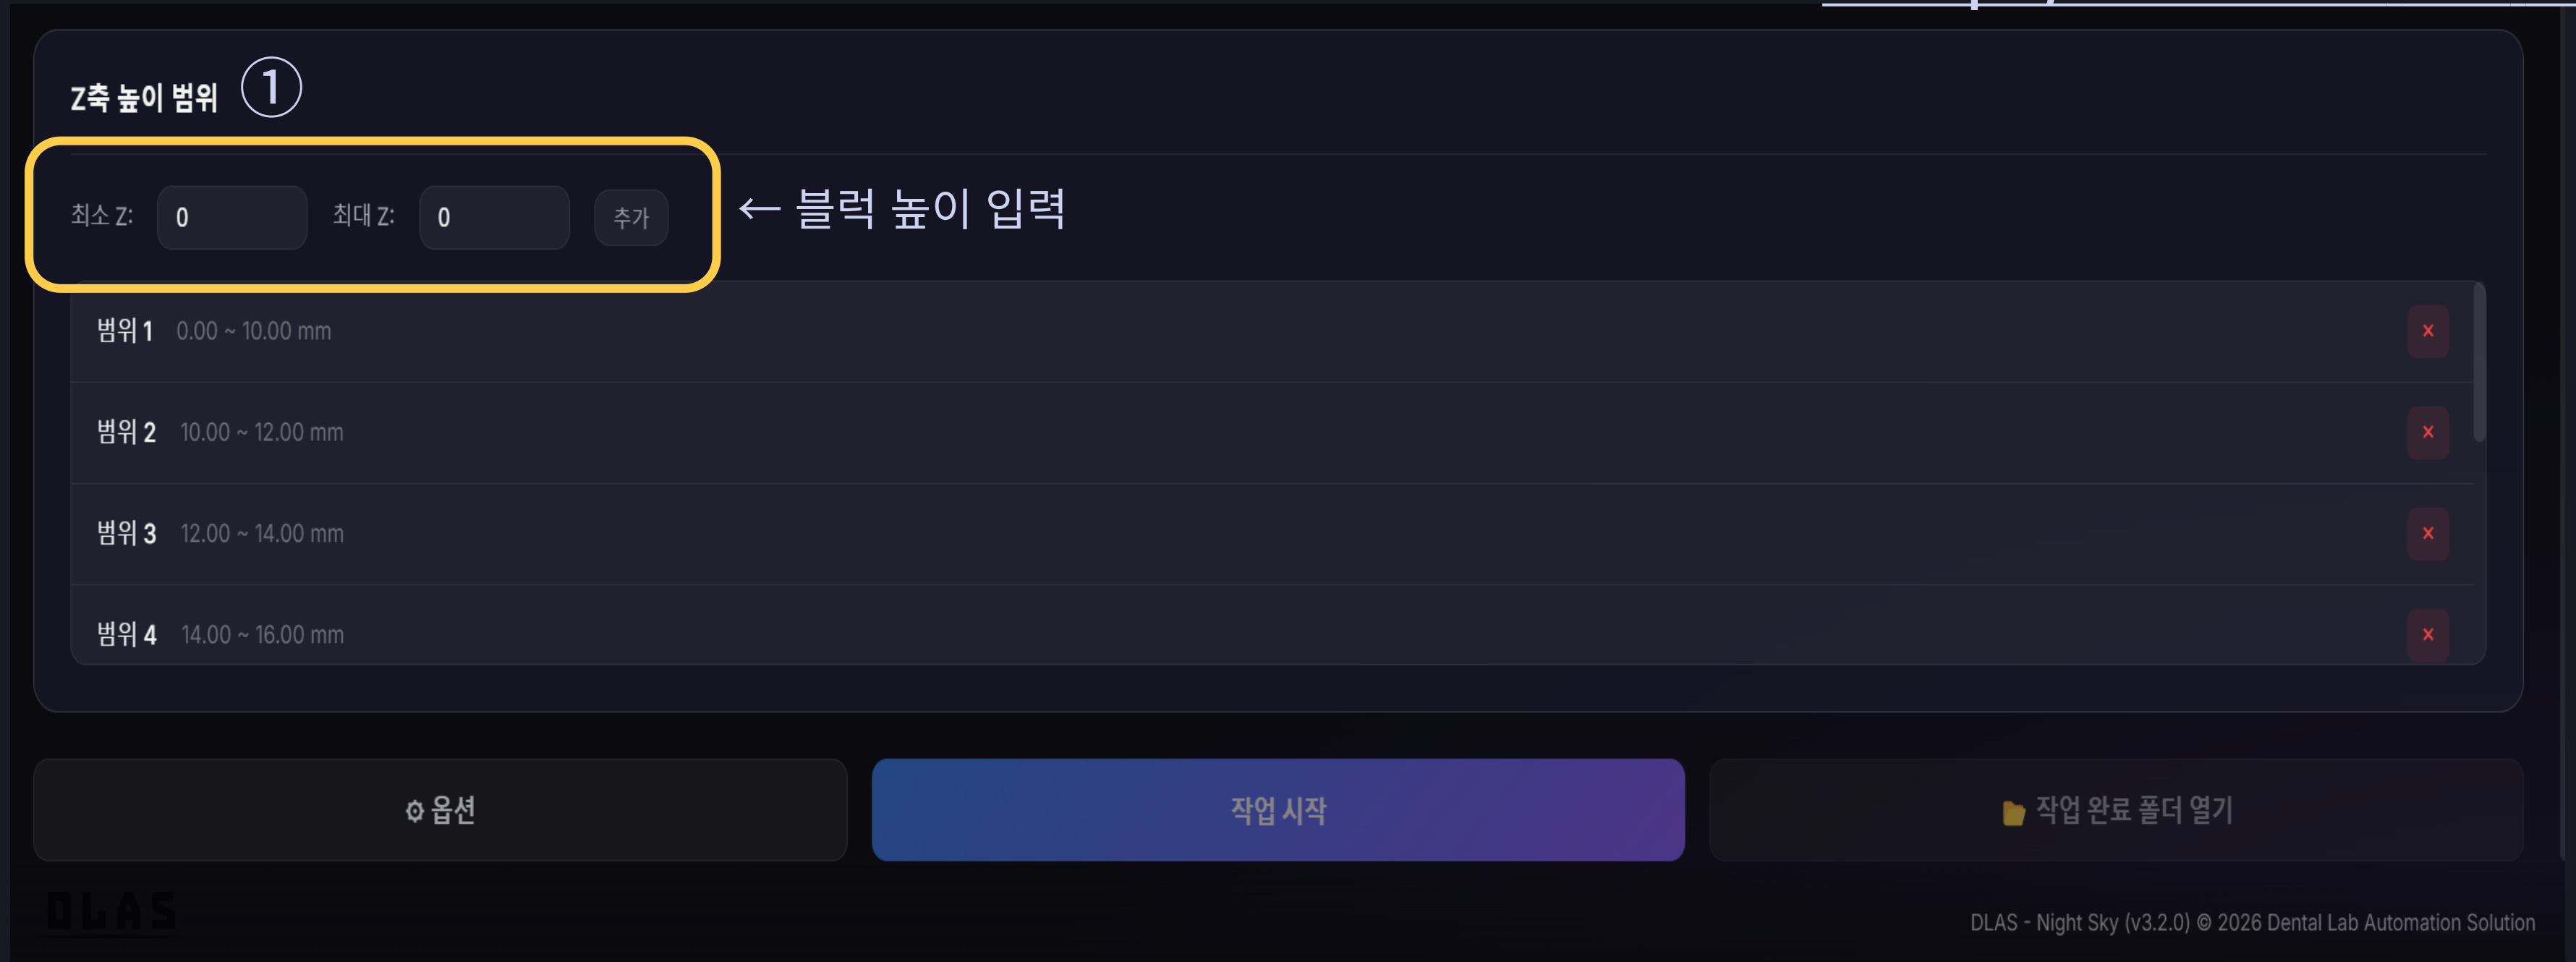 Z축 높이 범위 ①
최소 Z: 0 최대 Z: 0 추가 ← 블럭 높이 입력
범위 1 0.00 ~ 10.00 mm ×
범위 2 10.00 ~ 12.00 mm ×
범위 3 12.00 ~ 14.00 mm ×
범위 4 14.00 ~ 16.00 mm ×
⚙ 옵션 작업 시작 📁 작업 완료 폴더 열기
DLAS
DLAS - Night Sky (v3.2.0) © 2026 Dental Lab Automation Solution